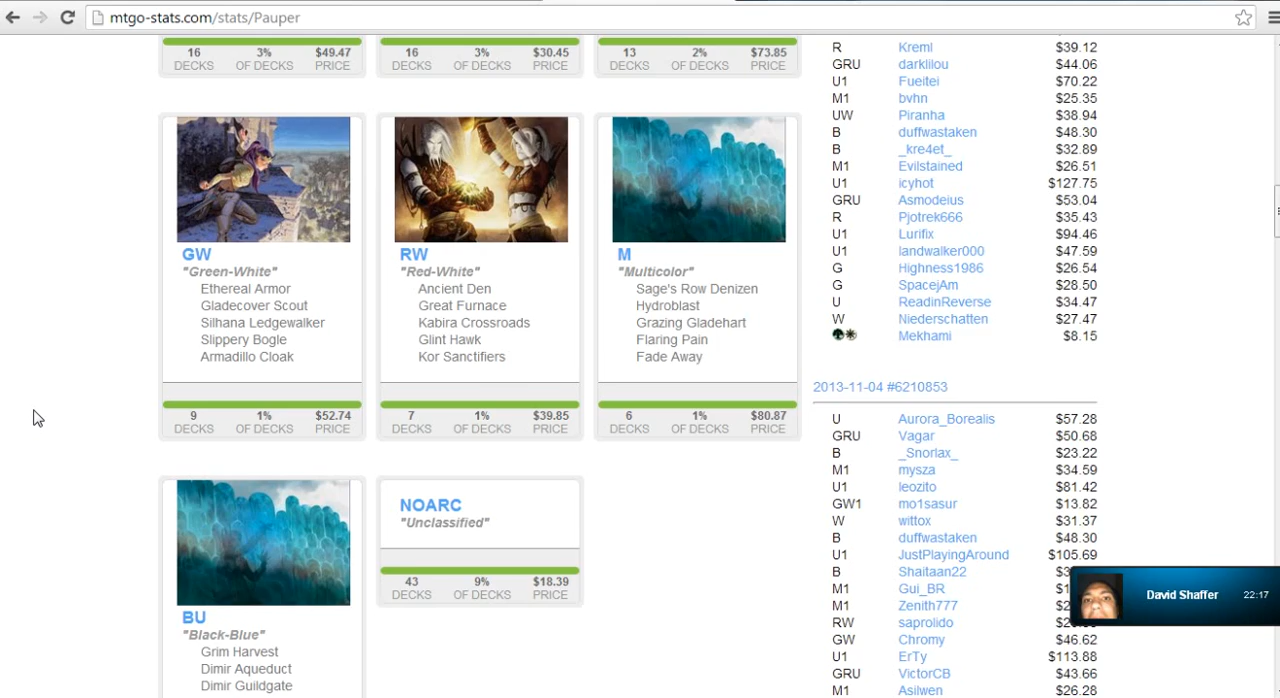 mtgo-stats.com/stats/Pauper
16 3% $49.47
DECKS OF DECKS PRICE
16 3% $30.45
DECKS OF DECKS PRICE
13 2% $73.85
DECKS OF DECKS PRICE
GW
"Green-White"
Ethereal Armor
Gladecover Scout
Silhana Ledgewalker
Slippery Bogle
Armadillo Cloak
9 1% $52.74
DECKS OF DECKS PRICE
RW
"Red-White"
Ancient Den
Great Furnace
Kabira Crossroads
Glint Hawk
Kor Sanctifiers
7 1% $39.85
DECKS OF DECKS PRICE
M
"Multicolor"
Sage's Row Denizen
Hydroblast
Grazing Gladehart
Flaring Pain
Fade Away
6 1% $80.87
DECKS OF DECKS PRICE
BU
"Black-Blue"
Grim Harvest
Dimir Aqueduct
Dimir Guildgate
NOARC
"Unclassified"
43 9% $18.39
DECKS OF DECKS PRICE
R Kreml $39.12
GRU darklilou $44.06
U1 Fueitei $70.22
M1 bvhn $25.35
UW Piranha $38.94
B duffwastaken $48.30
B _kre4et_ $32.89
M1 Evilstained $26.51
U1 icyhot $127.75
GRU Asmodeius $53.04
R Pjotrek666 $35.43
U1 Lurifix $94.46
U1 landwalker000 $47.59
G Highness1986 $26.54
G SpacejAm $28.50
U ReadinReverse $34.47
W Niederschatten $27.47
Mekhami $8.15
2013-11-04 #6210853
U Aurora_Borealis $57.28
GRU Vagar $50.68
B _Snorlax_ $23.22
M1 mysza $34.59
U1 leozito $81.42
GW1 mo1sasur $13.82
W wittox $31.37
B duffwastaken $48.30
U1 JustPlayingAround $105.69
B Shaitaan22
M1 Gui_BR
M1 Zenith777
RW saprolido
GW Chromy $46.62
U1 ErTy $113.88
GRU VictorCB $43.66
M1 Asilwen $26.28
David Shaffer 22:17